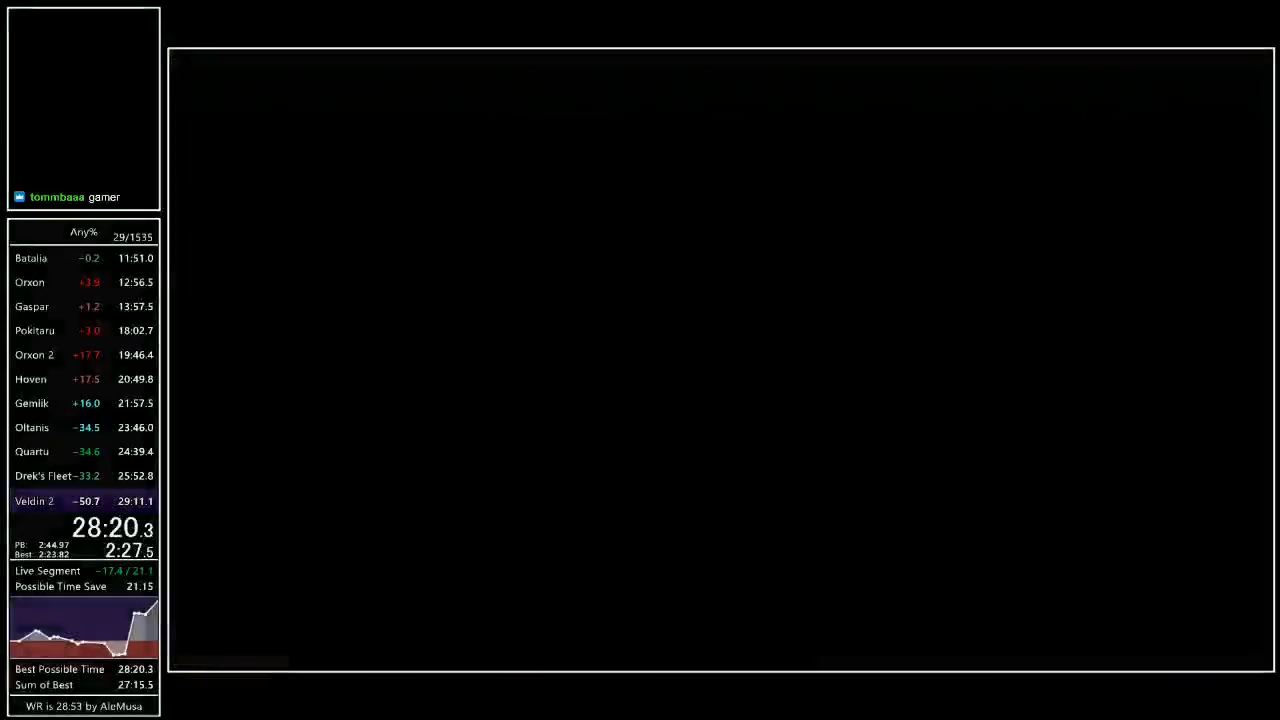 tommbaaa gamer
Any% 29/1535
Batalia −0.2 11:51.0
Orxon +3.9 12:56.5
Gaspar +1.2 13:57.5
Pokitaru +3.0 18:02.7
Orxon 2 +17.7 19:46.4
Hoven +17.5 20:49.8
Gemlik +16.0 21:57.5
Oltanis −34.5 23:46.0
Quartu −34.6 24:39.4
Drek's Fleet −33.2 25:52.8
Veldin 2 −50.7 29:11.1
28:20.3
PB: 2:44.97
Best: 2:23.82 2:27.5
Live Segment −17.4 / 21.1
Possible Time Save 21.15
Best Possible Time 28:20.3
Sum of Best 27:15.5
WR is 28:53 by AleMusa